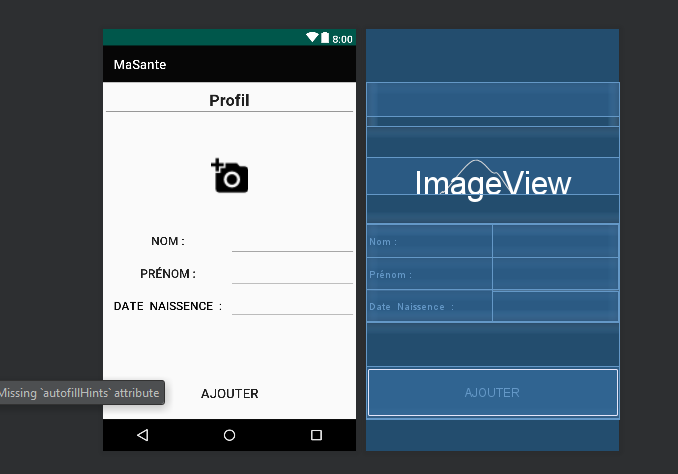 8:00
MaSante
Profil
ImageView
NOM :
Nom :
PRÉNOM :
Prénom :
DATE NAISSENCE :
Date Naissence :
Missing `autofillHints` attribute
AJOUTER
AJOUTER